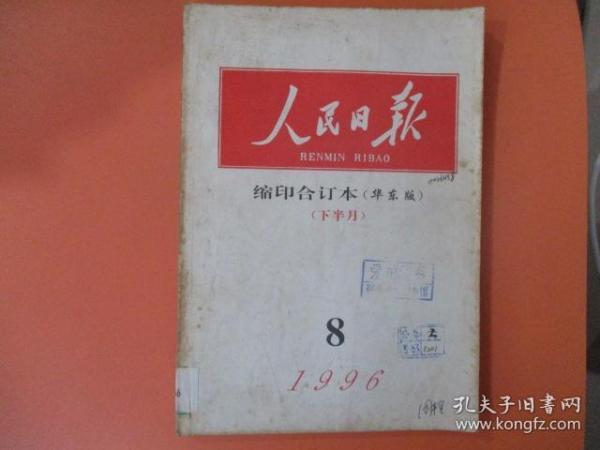 人民日报
RENMIN RIBAO
缩印合订本(华东版)
(下半月)
8
1996
孔夫子旧書网
www.kongfz.com